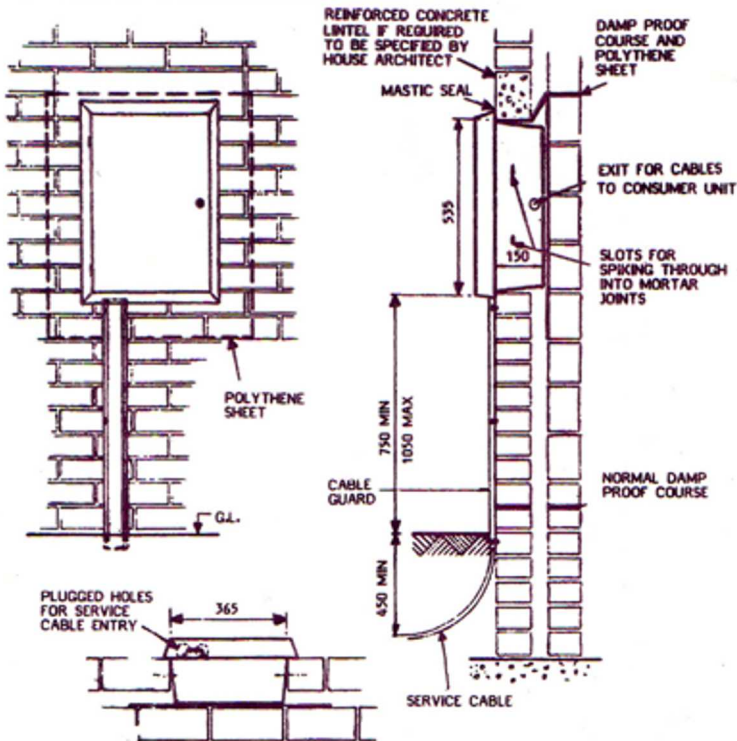 REINFORCED CONCRETE
LINTEL IF REQUIRED
TO BE SPECIFIED BY
HOUSE ARCHITECT
DAMP PROOF
COURSE AND
POLYTHENE
SHEET
MASTIC SEAL
EXIT FOR CABLES
TO CONSUMER UNIT
535
150
SLOTS FOR
SPIKING THROUGH
INTO MORTAR
JOINTS
POLYTHENE
SHEET
750 MIN
1050 MAX
CABLE
GUARD
NORMAL DAMP
PROOF COURSE
G.L.
450 MIN
PLUGGED HOLES
FOR SERVICE
CABLE ENTRY
365
SERVICE CABLE